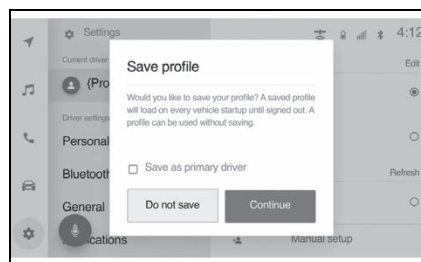 Settings
4:12
Current driver
Edit
{Pro
Driver settings
Personal
Bluetooth
Refresh
General
Manual setup
Save profile
Would you like to save your profile? A saved profile
will load on every vehicle startup until signed out. A
profile can be used without saving.
Save as primary driver
Do not save
Continue